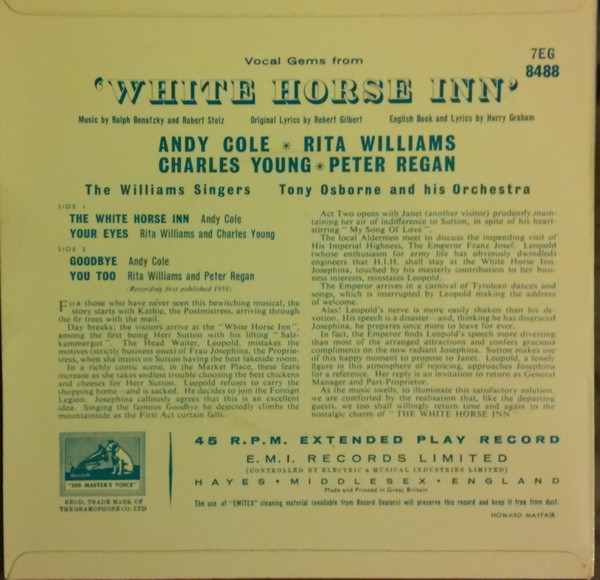 Vocal Gems from
7EG
8488
'WHITE HORSE INN'
Music by Ralph Benatzky and Robert Stolz Original Lyrics by Robert Gilbert English Book and Lyrics by Harry Graham
ANDY COLE * RITA WILLIAMS
CHARLES YOUNG * PETER REGAN
The Williams Singers Tony Osborne and his Orchestra
SIDE 1
THE WHITE HORSE INN Andy Cole
YOUR EYES Rita Williams and Charles Young
SIDE 2
GOODBYE Andy Cole
YOU TOO Rita Williams and Peter Regan
(Recording first published 1958)
FOR those who have never seen this bewitching musical, the
story starts with Kathie, the Postmistress, arriving through
the fir trees with the mail.
Day breaks; the visitors arrive at the "White Horse Inn",
among the first being Herr Sutton with his lilting "Salz-
kammergut". The Head Waiter, Leopold, mistakes the
motives (strictly business ones) of Frau Josephina, the Proprie-
tress, when she insists on Sutton having the best lakeside room.
In a richly comic scene, in the Market Place, these fears
increase as she takes endless trouble choosing the best chickens
and cheeses for Herr Sutton. Leopold refuses to carry the
shopping home—and is sacked. He decides to join the Foreign
Legion. Josephina callously agrees that this is an excellent
idea. Singing the famous Goodbye he dejectedly climbs the
mountainside as the First Act curtain falls.
Act Two opens with Janet (another visitor) prudently main-
taining her air of indifference to Sutton, in spite of his heart-
stirring "My Song Of Love".
The local Aldermen meet to discuss the impending visit of
His Imperial Highness, The Emperor Franz Josef. Leopold
(whose enthusiasm for army life has obviously dwindled)
engineers that H.I.H. shall stay at the White Horse Inn.
Josephina, touched by his masterly contribution to her busi-
ness interests, reinstates Leopold.
The Emperor arrives in a carnival of Tyrolean dances and
songs, which is interrupted by Leopold making the address
of welcome.
Alas! Leopold's nerve is more easily shaken than his de-
votion. His speech is a disaster—and, thinking he has disgraced
Josephina, he prepares once more to leave for ever.
In fact, the Emperor finds Leopold's speech more diverting
than most of the arranged attractions and confers gracious
compliments on the now radiant Josephina. Sutton makes use
of this happy moment to propose to Janet. Leopold, a lonely
figure in this atmosphere of rejoicing, approaches Josephina
for a reference. Her reply is an invitation to return as General
Manager and Part-Proprietor.
As the music swells, to illuminate this satisfactory solution,
we are comforted by the realisation that, like the departing
guests, we too shall willingly return time and again to the
nostalgic charm of "THE WHITE HORSE INN"
"HIS MASTER'S VOICE"
REGD. TRADE MARK OF
THE GRAMOPHONE CO. LTD
45 R.P.M. EXTENDED PLAY RECORD
E.M.I. RECORDS LIMITED
(CONTROLLED BY ELECTRIC & MUSICAL INDUSTRIES LIMITED)
HAYES • MIDDLESEX • ENGLAND
Made and Printed in Great Britain
The use of "EMITEX" cleaning material (available from Record Dealers) will preserve this record and keep it free from dust.
HOWARD MAYFAIR